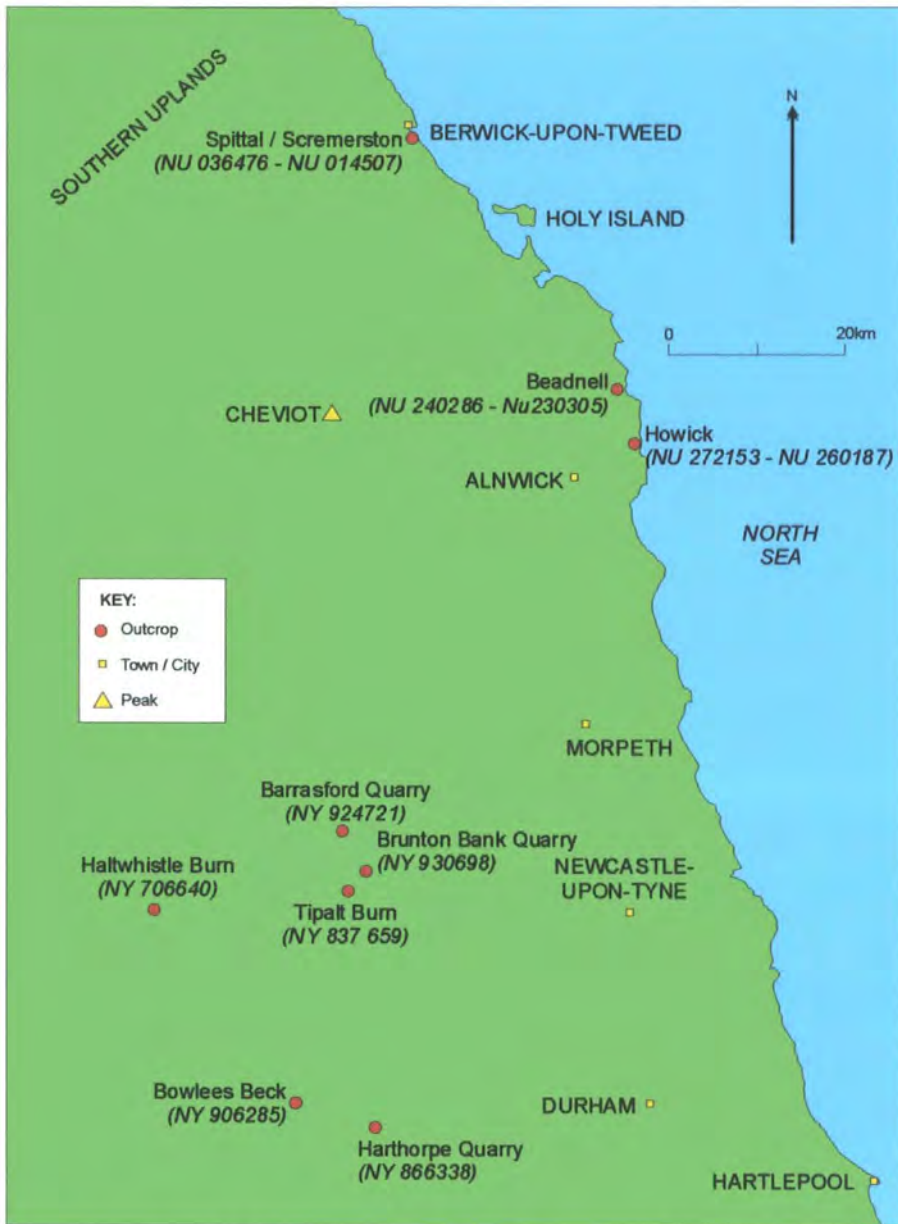 SOUTHERN UPLANDS
N
Spittal / Scremerston
(NU 036476 - NU 014507)
BERWICK-UPON-TWEED
HOLY ISLAND
0 20km
Beadnell
(NU 240286 - Nu230305)
CHEVIOT
Howick
(NU 272153 - NU 260187)
ALNWICK
NORTH
SEA
KEY:
Outcrop
Town / City
Peak
MORPETH
Barrasford Quarry
(NY 924721)
Brunton Bank Quarry
(NY 930698)
Haltwhistle Burn
(NY 706640)
NEWCASTLE-
UPON-TYNE
Tipalt Burn
(NY 837 659)
Bowlees Beck
(NY 906285)
DURHAM
Harthorpe Quarry
(NY 866338)
HARTLEPOOL